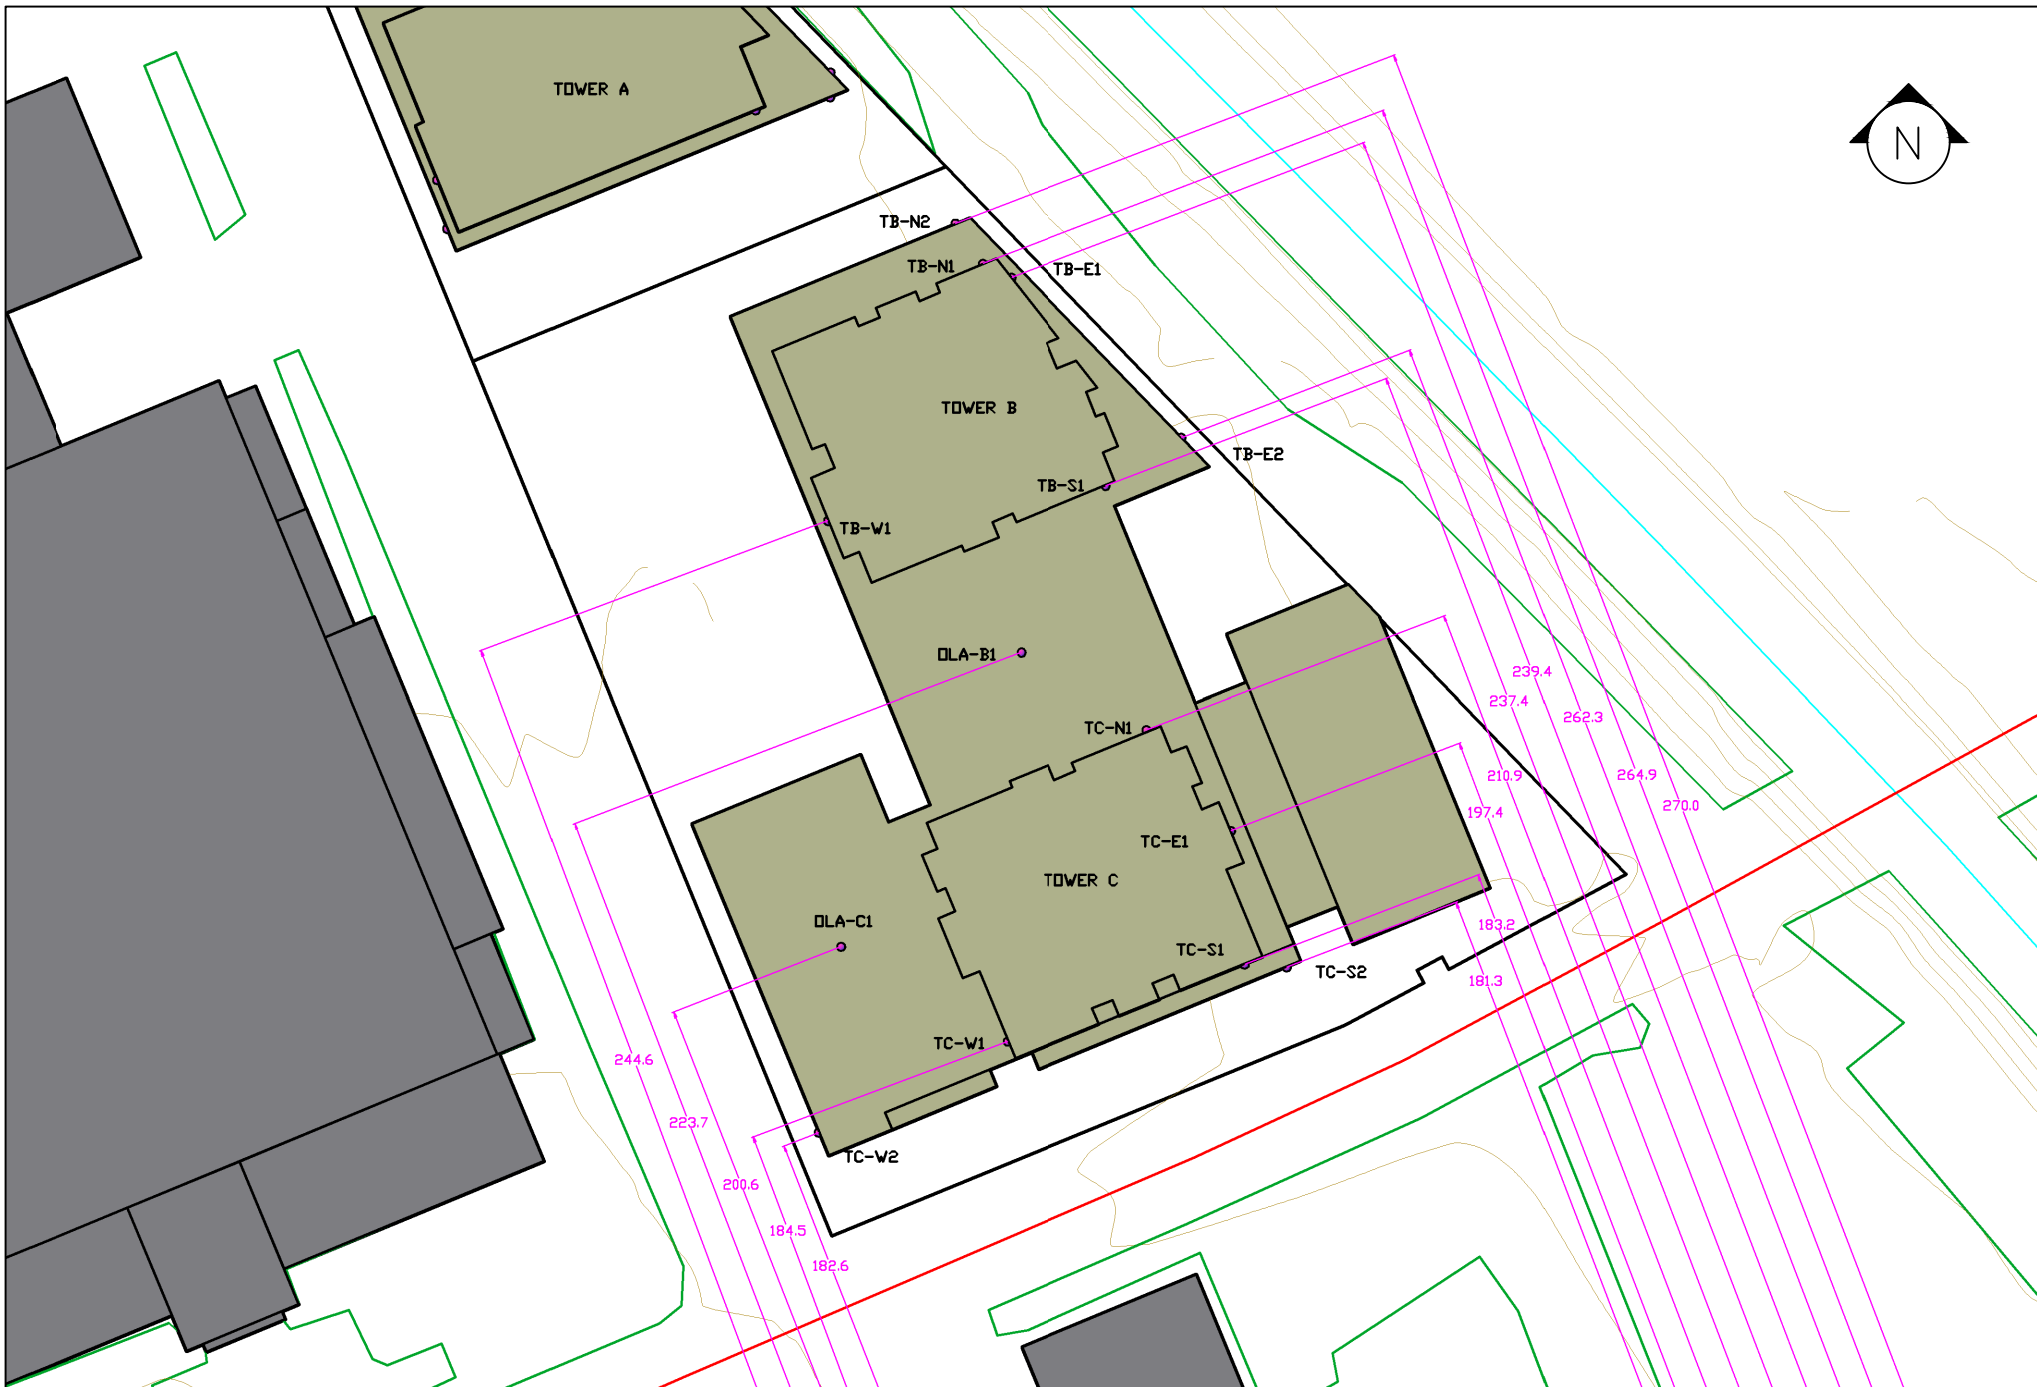 TOWER A
N
TB-N2
TB-N1
TB-E1
TOWER B
TB-E2
TB-S1
TB-W1
OLA-B1
239.4
237.4
262.3
TC-N1
210.9
264.9
270.0
197.4
TC-E1
TOWER C
OLA-C1
183.2
TC-S1
TC-S2
181.3
TC-W1
244.6
223.7
TC-W2
200.6
184.5
182.6